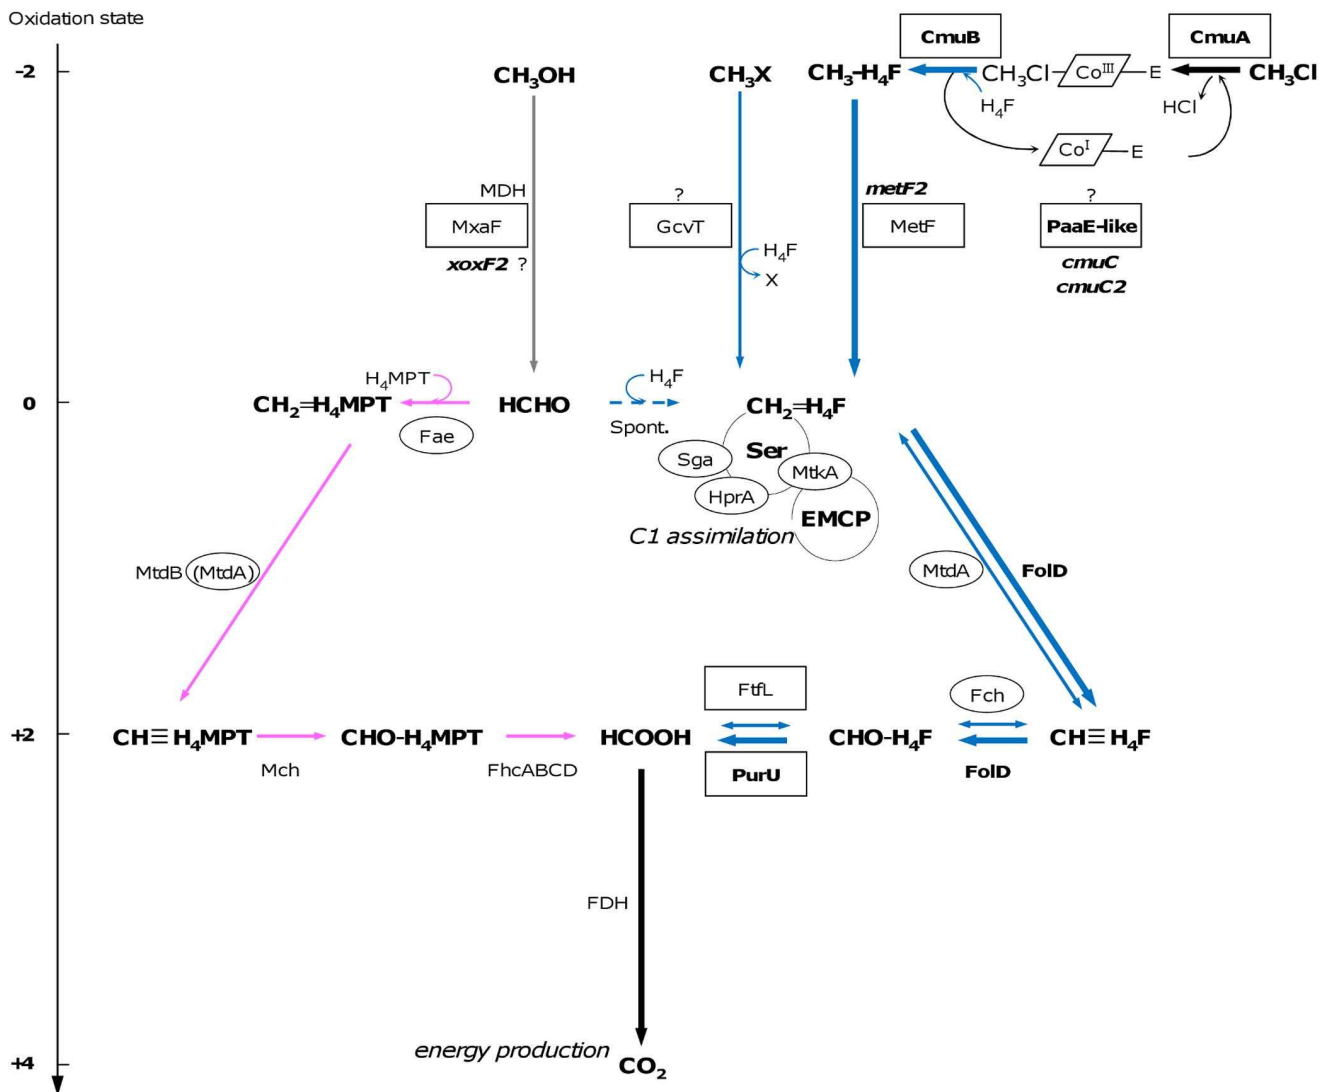 Oxidation state
CmuB
CmuA
-2
CH₃OH
CH₃X
CH₃-H₄F
CH₃Cl
Co^III
E
CH₃Cl
H₄F
HCl
Co^I
E
MDH
?
metF2
?
MxaF
GcvT
MetF
PaaE-like
xoxF2 ?
H₄F
X
cmuC
cmuC2
H₄MPT
H₄F
0
CH₂=H₄MPT
HCHO
CH₂=H₄F
Fae
Spont.
Ser
Sga
MtkA
HprA
EMCP
C1 assimilation
MtdB (MtdA)
MtdA
FolD
FtfL
Fch
+2
CH≡H₄MPT
CHO-H₄MPT
HCOOH
CHO-H₄F
CH≡H₄F
Mch
FhcABCD
PurU
FolD
FDH
energy production
CO₂
+4